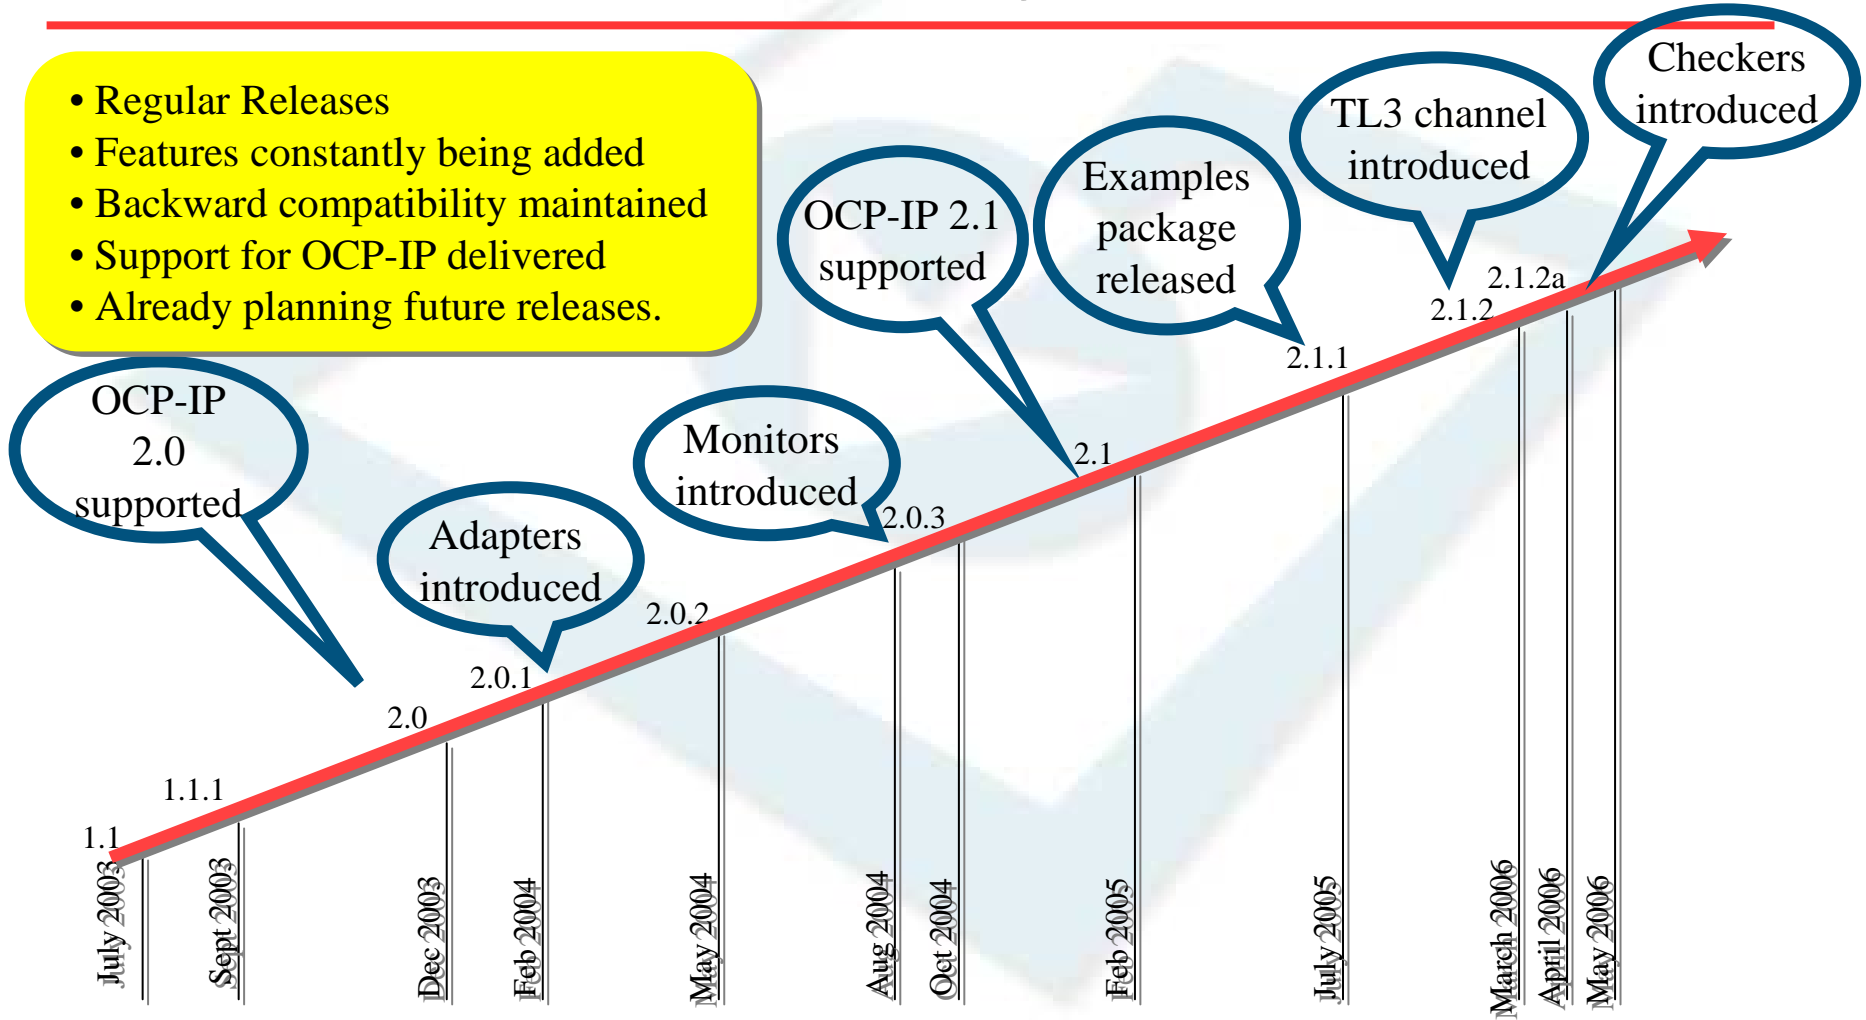 • Regular Releases
• Features constantly being added
• Backward compatibility maintained
• Support for OCP-IP delivered
• Already planning future releases.
OCP-IP
2.0
supported
Adapters
introduced
Monitors
introduced
OCP-IP 2.1
supported
Examples
package
released
TL3 channel
introduced
Checkers
introduced
1.1
1.1.1
2.0
2.0.1
2.0.2
2.0.3
2.1
2.1.1
2.1.2
2.1.2a
July 2003
Sept 2003
Dec 2003
Feb 2004
May 2004
Aug 2004
Oct 2004
Feb 2005
July 2005
March 2006
April 2006
May 2006